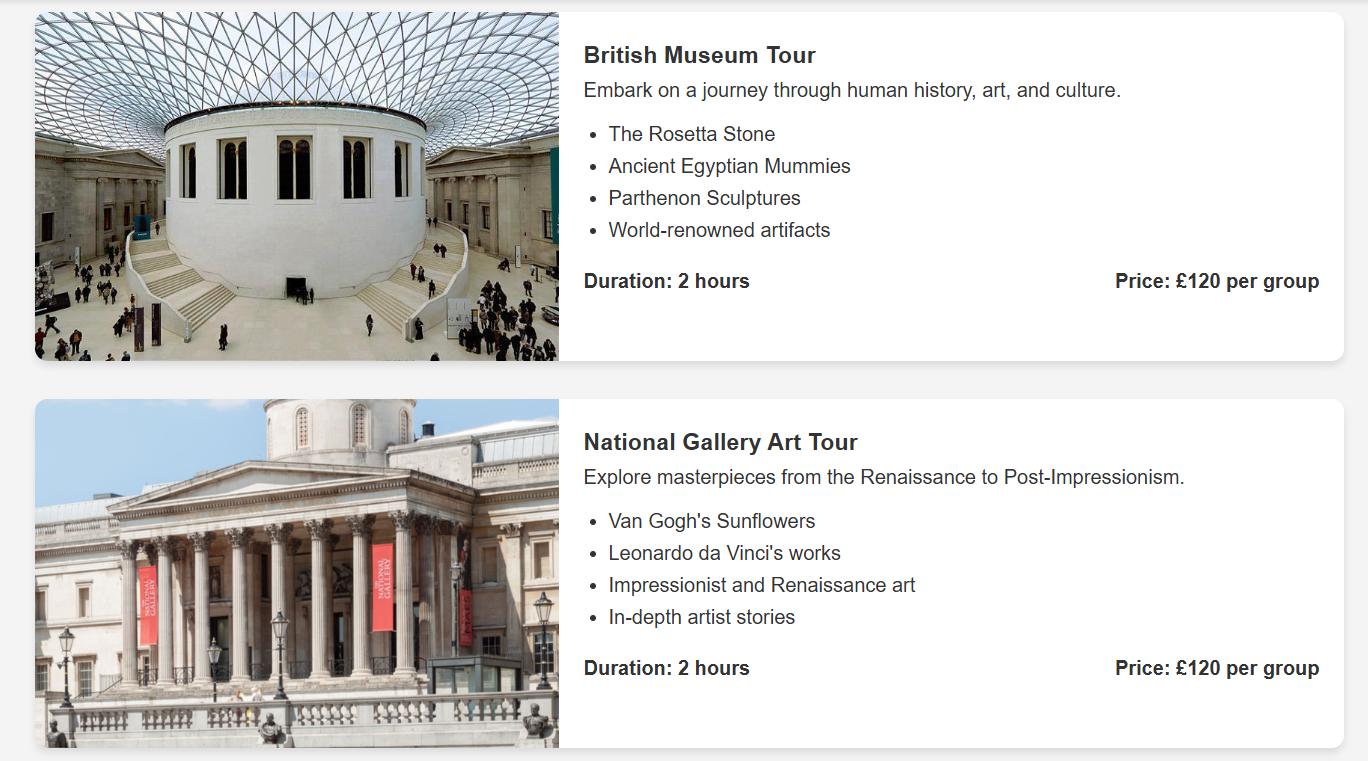 British Museum Tour
Embark on a journey through human history, art, and culture.
• The Rosetta Stone
• Ancient Egyptian Mummies
• Parthenon Sculptures
• World-renowned artifacts
Duration: 2 hours Price: £120 per group
National Gallery Art Tour
Explore masterpieces from the Renaissance to Post-Impressionism.
• Van Gogh's Sunflowers
• Leonardo da Vinci's works
• Impressionist and Renaissance art
• In-depth artist stories
Duration: 2 hours Price: £120 per group
NATIONAL
GALLERY
NATIONAL
GALLERY